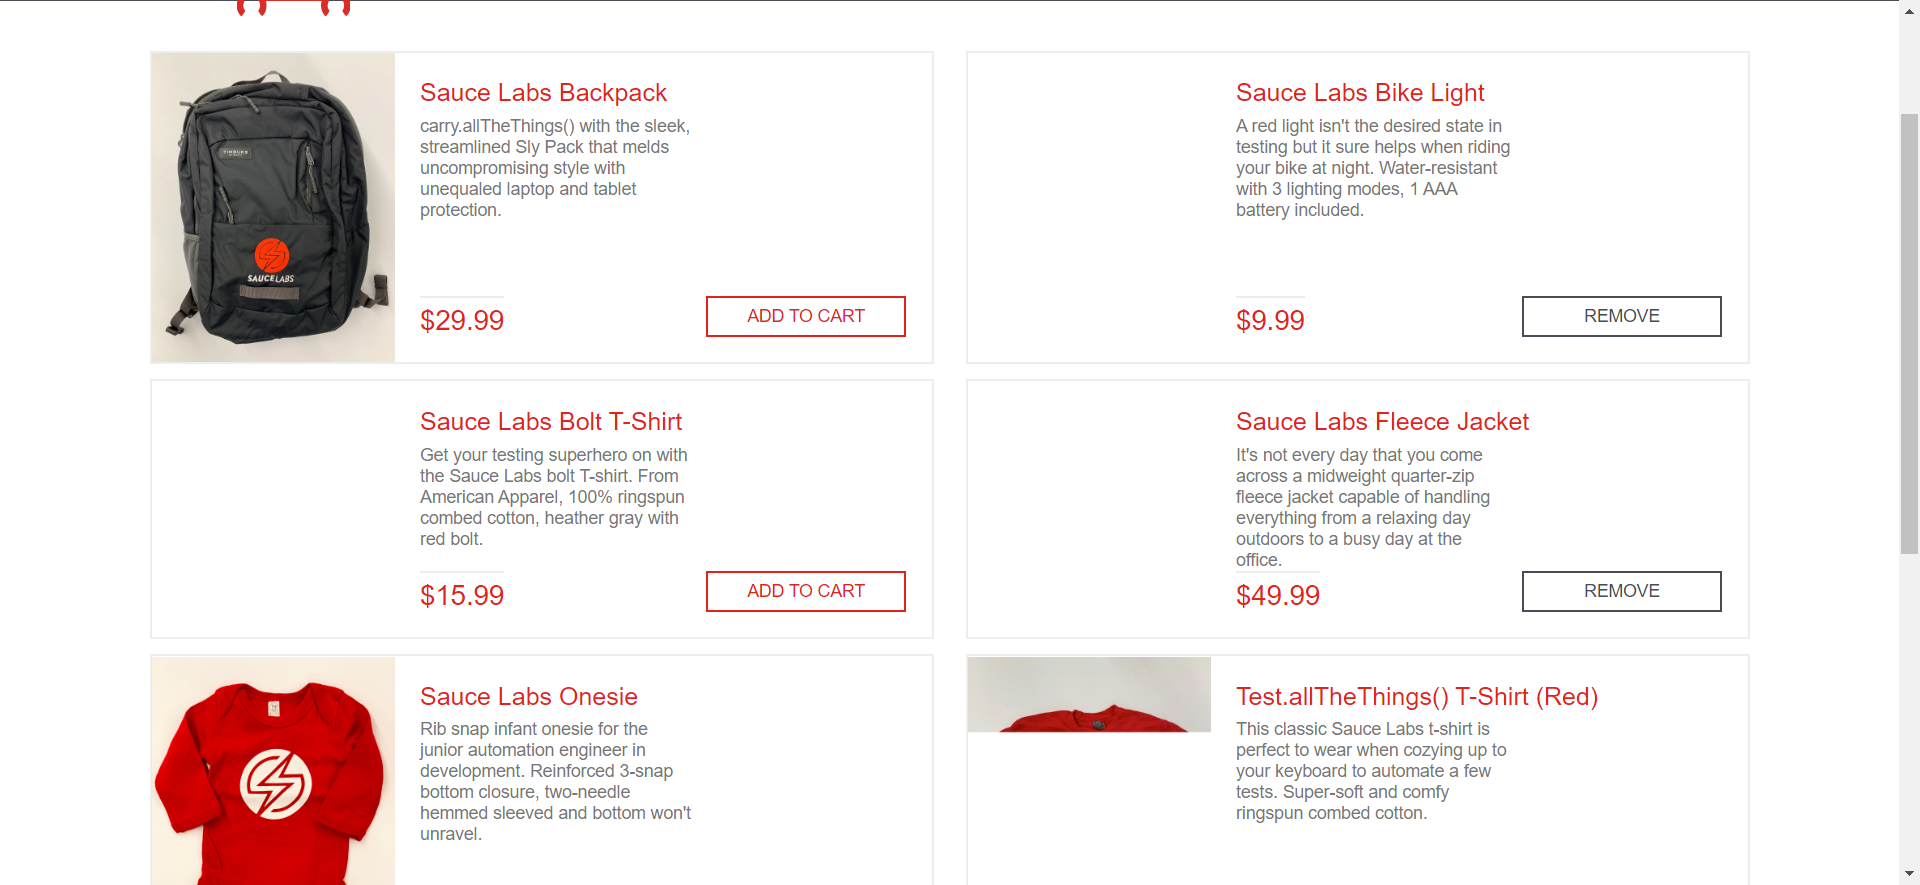 Sauce Labs Backpack
carry.allTheThings() with the sleek,
streamlined Sly Pack that melds
uncompromising style with
unequaled laptop and tablet
protection.
$29.99
ADD TO CART
TIMBUK2
SAUCELABS
Sauce Labs Bike Light
A red light isn't the desired state in
testing but it sure helps when riding
your bike at night. Water-resistant
with 3 lighting modes, 1 AAA
battery included.
$9.99
REMOVE
Sauce Labs Bolt T-Shirt
Get your testing superhero on with
the Sauce Labs bolt T-shirt. From
American Apparel, 100% ringspun
combed cotton, heather gray with
red bolt.
$15.99
ADD TO CART
Sauce Labs Fleece Jacket
It's not every day that you come
across a midweight quarter-zip
fleece jacket capable of handling
everything from a relaxing day
outdoors to a busy day at the
office.
$49.99
REMOVE
Sauce Labs Onesie
Rib snap infant onesie for the
junior automation engineer in
development. Reinforced 3-snap
bottom closure, two-needle
hemmed sleeved and bottom won't
unravel.
Test.allTheThings() T-Shirt (Red)
This classic Sauce Labs t-shirt is
perfect to wear when cozying up to
your keyboard to automate a few
tests. Super-soft and comfy
ringspun combed cotton.